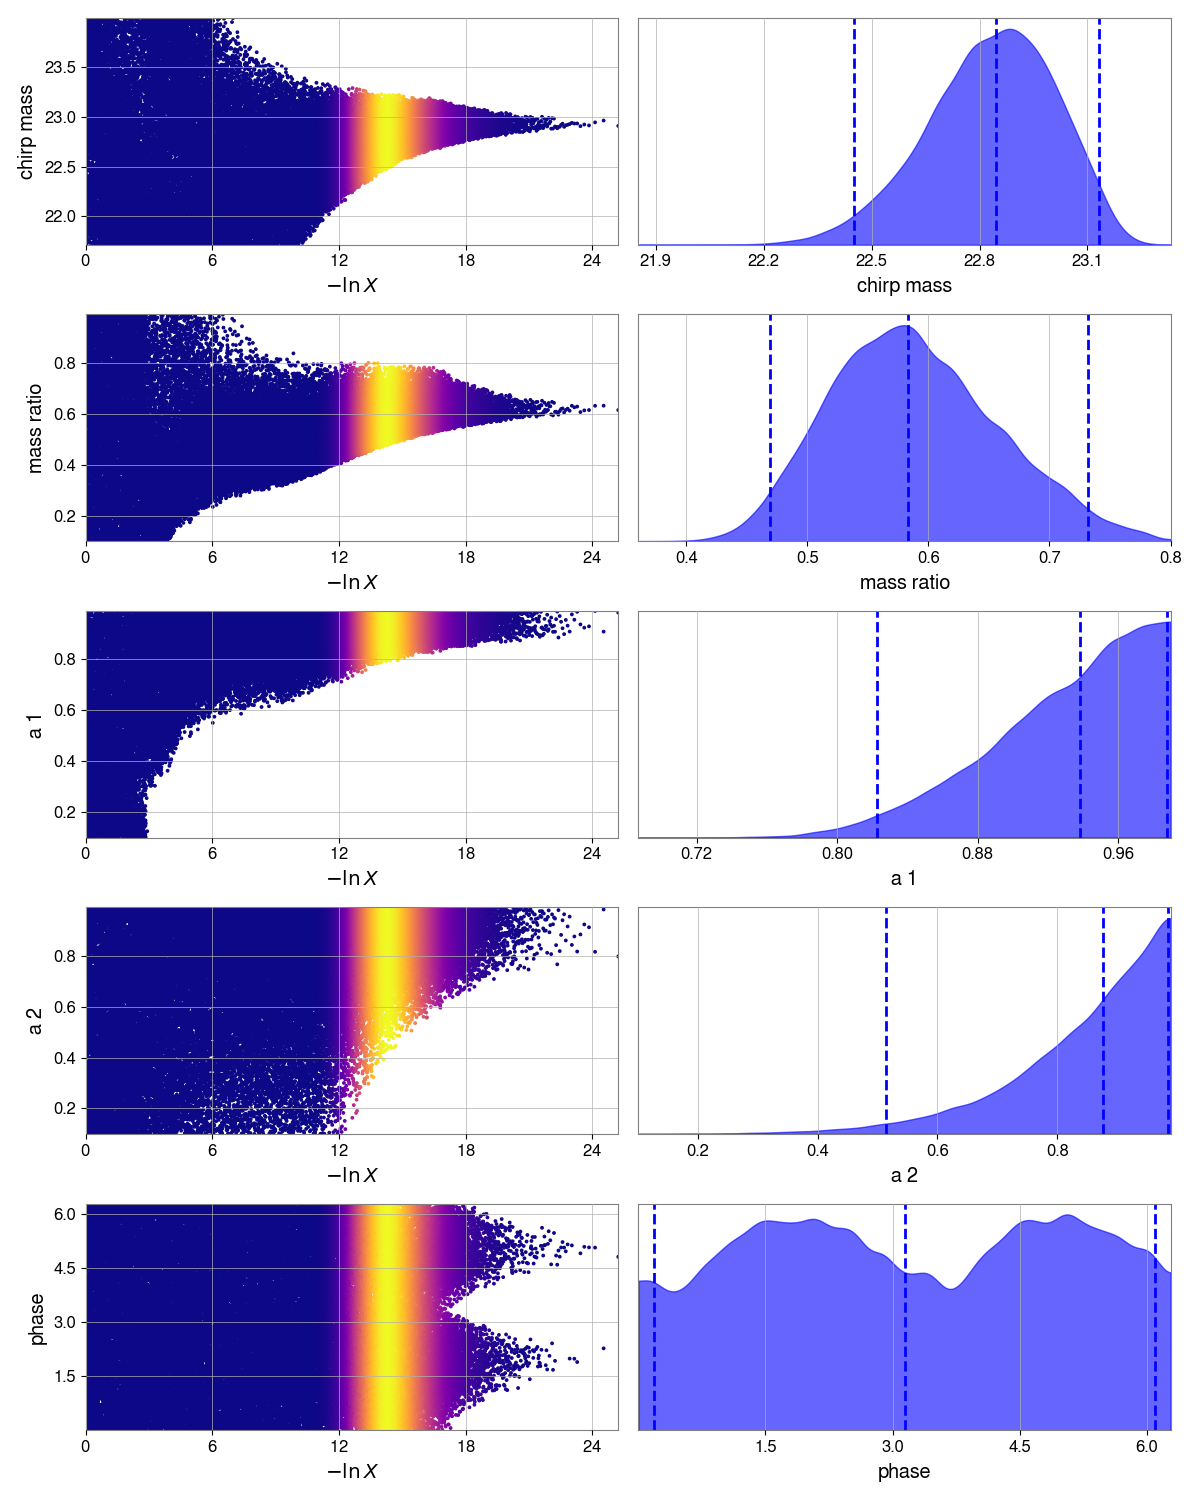 chirp mass
23.5
23.0
22.5
22.0
0 6 12 18 24
−ln X
21.9 22.2 22.5 22.8 23.1
chirp mass
mass ratio
0.8
0.6
0.4
0.2
0 6 12 18 24
−ln X
0.4 0.5 0.6 0.7 0.8
mass ratio
a 1
0.8
0.6
0.4
0.2
0 6 12 18 24
−ln X
0.72 0.80 0.88 0.96
a 1
a 2
0.8
0.6
0.4
0.2
0 6 12 18 24
−ln X
0.2 0.4 0.6 0.8
a 2
phase
6.0
4.5
3.0
1.5
0 6 12 18 24
−ln X
1.5 3.0 4.5 6.0
phase